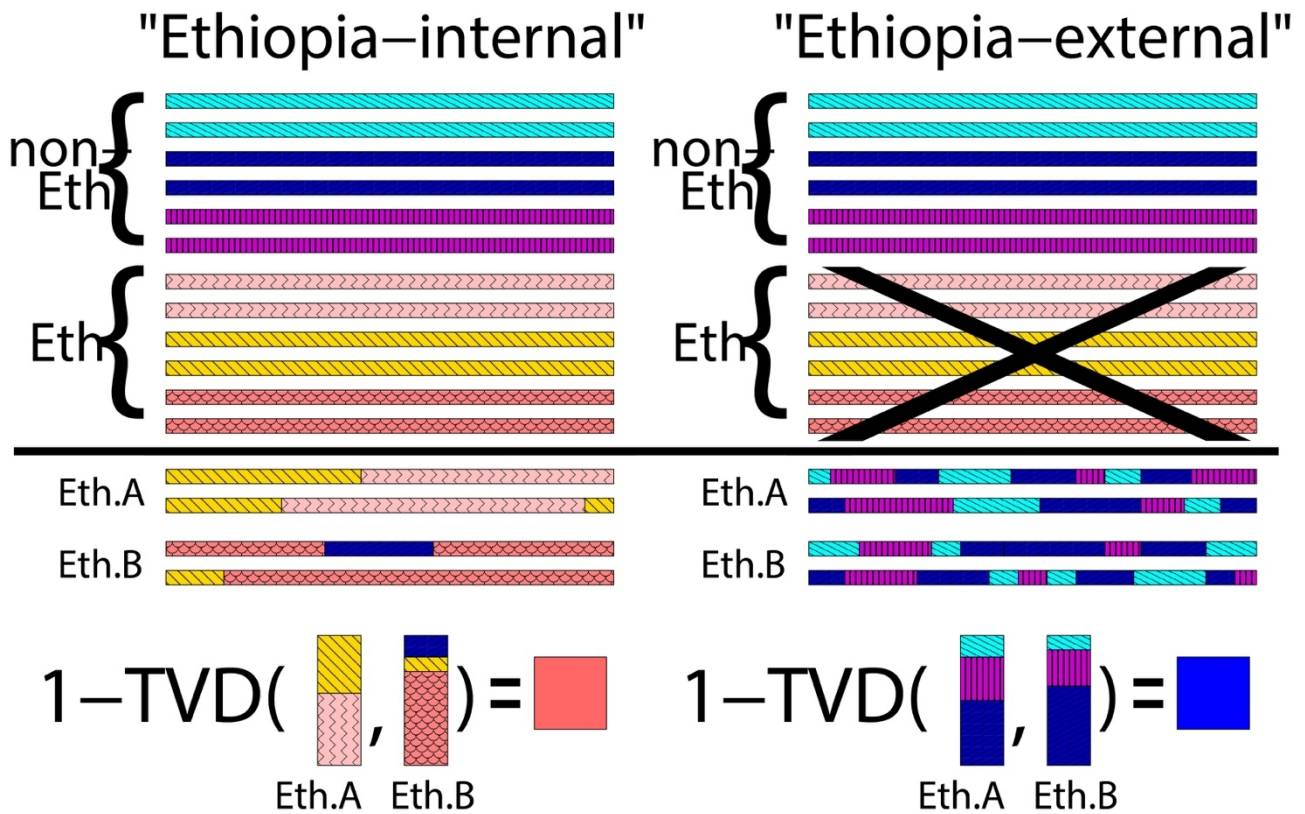 "Ethiopia–internal"
"Ethiopia–external"
non–
Eth
non–
Eth
Eth
Eth
Eth.A
Eth.A
Eth.B
Eth.B
1–TVD( , ) =
1–TVD( , ) =
Eth.A Eth.B
Eth.A Eth.B